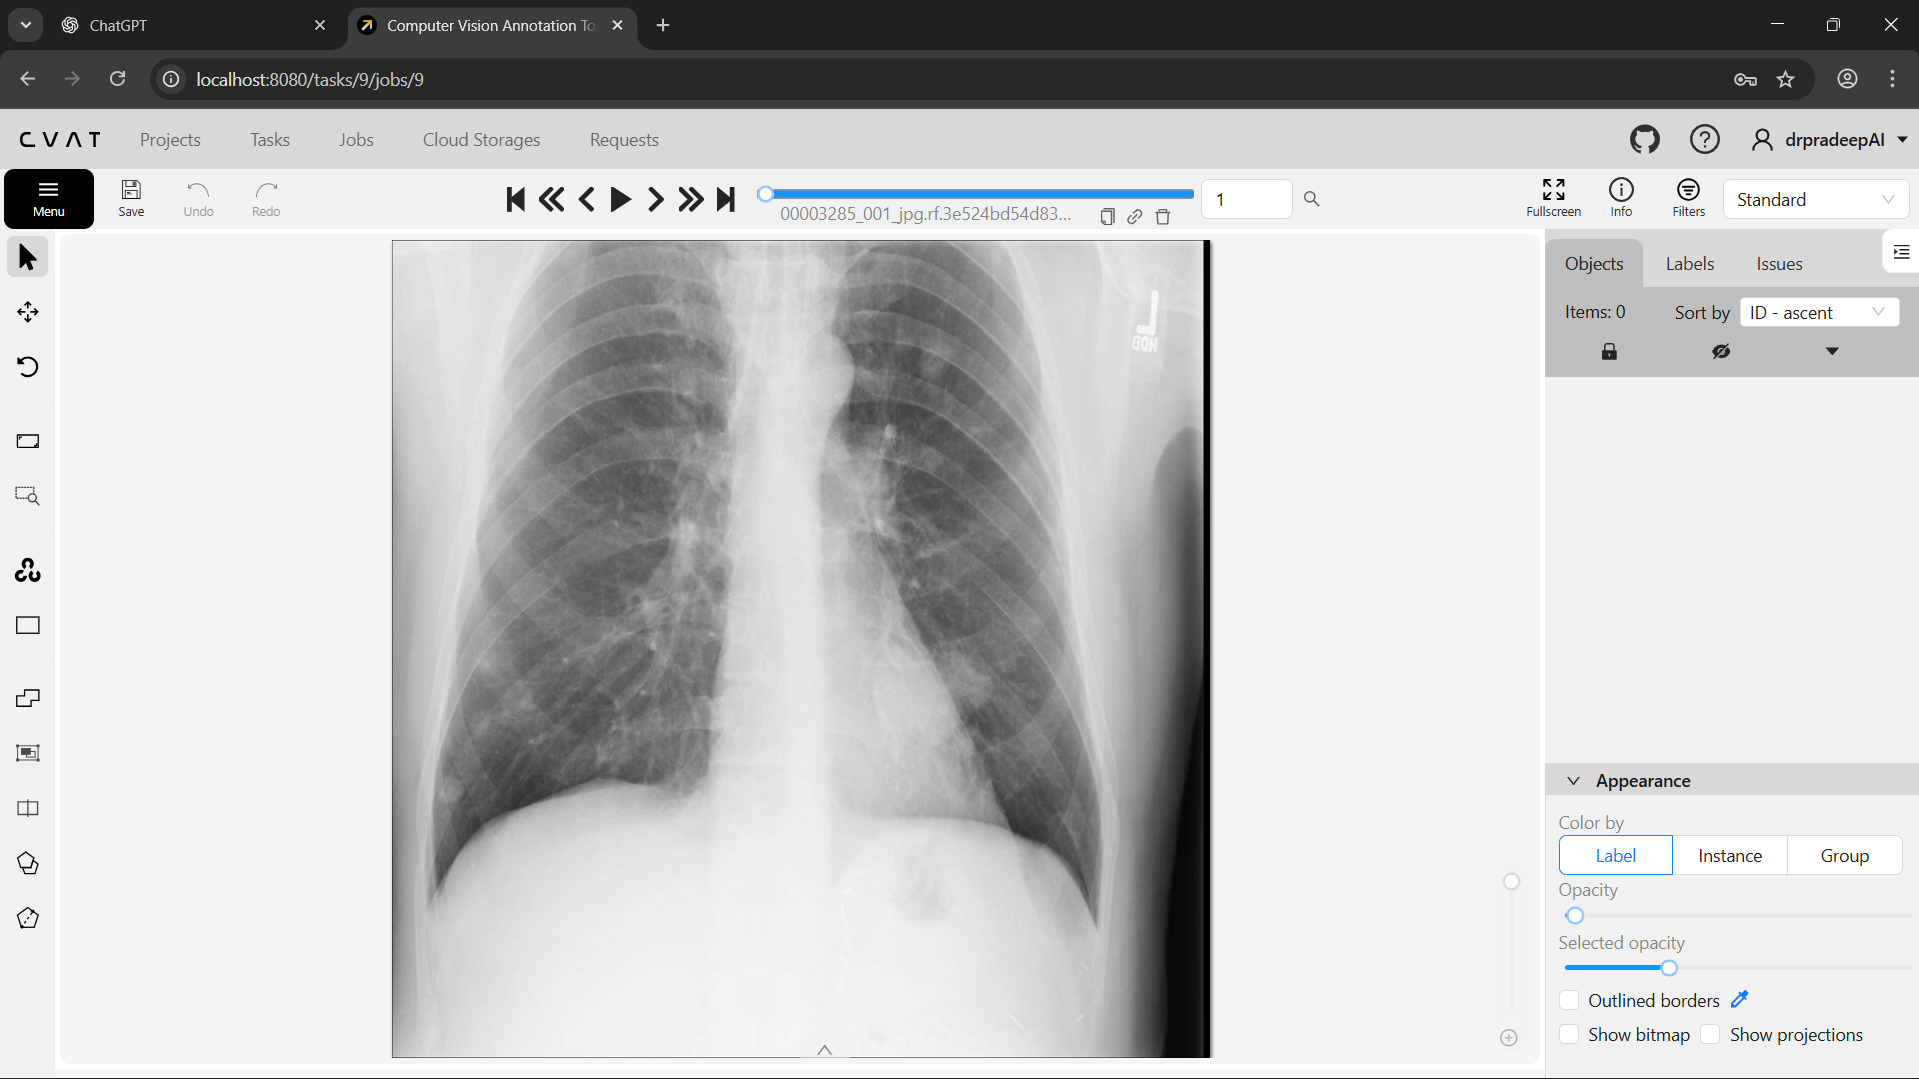 ChatGPT
Computer Vision Annotation To
localhost:8080/tasks/9/jobs/9
CVAT Projects Tasks Jobs Cloud Storages Requests drpradeepAI
Menu Save Undo Redo 1 Fullscreen Info Filters Standard
00003285_001_jpg.rf.3e524bd54d83...
Objects Labels Issues
Items: 0 Sort by ID - ascent
L
HDB
Appearance
Color by
Label Instance Group
Opacity
Selected opacity
Outlined borders
Show bitmap Show projections